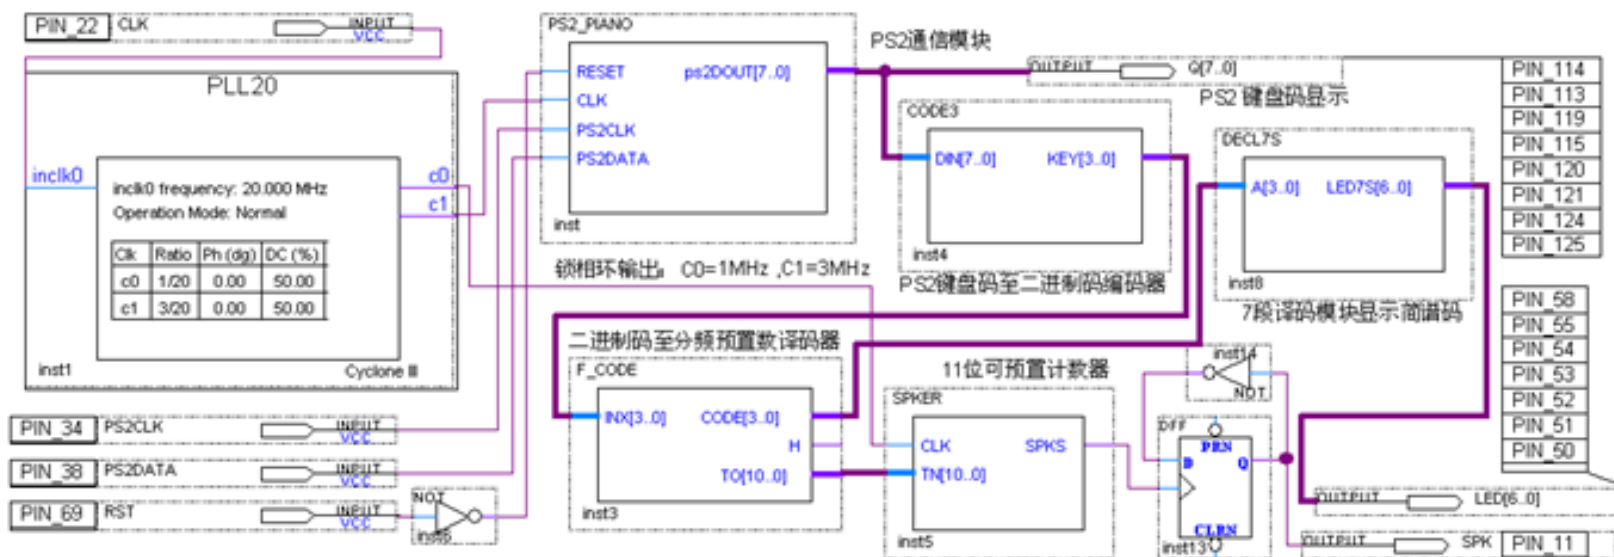 PIN_22 CLK INPUT VCC
PLL20
inclk0
inclk0 frequency: 20.000 MHz
Operation Mode: Normal
c0
c1
Clk Ratio Ph (dg) DC (%)
c0 1/20 0.00 50.00
c1 3/20 0.00 50.00
inst1
Cyclone III
PS2_PIANO
RESET
CLK
PS2CLK
PS2DATA
ps2DOUT[7..0]
inst
PS2通信模块
OUTPUT Q[7..0]
PS2 键盘码显示
锁相环输出: C0=1MHz ,C1=3MHz
CODE3
DIN[7..0] KEY[3..0]
inst4
PS2键盘码至二进制码编码器
DECL7S
A[3..0] LED7S[6..0]
inst8
7段译码模块显示简谱码
PIN_114
PIN_113
PIN_119
PIN_115
PIN_120
PIN_121
PIN_124
PIN_125
PIN_58
PIN_55
PIN_54
PIN_53
PIN_52
PIN_51
PIN_50
二进制码至分频预置数译码器
F_CODE
INX[3..0] CODE[3..0]
H
TO[10..0]
inst3
11位可预置计数器
SPKER
CLK SPKS
TN[10..0]
inst5
inst14
NOT
DFF
PRN
D Q
CLRN
inst13
PIN_34 PS2CLK INPUT VCC
PIN_38 PS2DATA INPUT VCC
PIN_69 RST INPUT VCC
NOT
inst6
OUTPUT LED[6..0]
OUTPUT SPK PIN_11